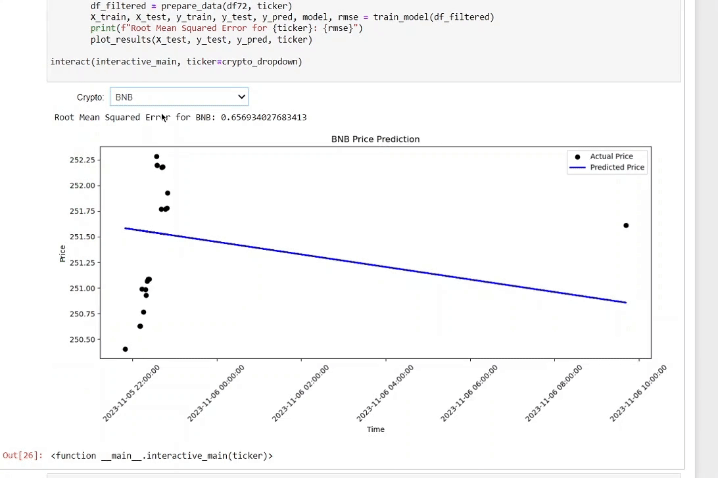 df_filtered = prepare_data(df72, ticker)
X_train, X_test, y_train, y_test, y_pred, model, rmse = train_model(df_filtered)
print(f"Root Mean Squared Error for {ticker}: {rmse}")
plot_results(X_test, y_test, y_pred, ticker)
interact(interactive_main, ticker=crypto_dropdown)
Crypto: BNB
Root Mean Squared Error for BNB: 0.656934027683413
BNB Price Prediction
Actual Price
Predicted Price
252.25
252.00
251.75
251.50
251.25
251.00
250.75
250.50
Price
2023-11-05 22:00:00
2023-11-06 00:00:00
2023-11-06 02:00:00
2023-11-06 04:00:00
2023-11-06 06:00:00
2023-11-06 08:00:00
2023-11-06 10:00:00
Time
Out[26]: <function __main__.interactive_main(ticker)>